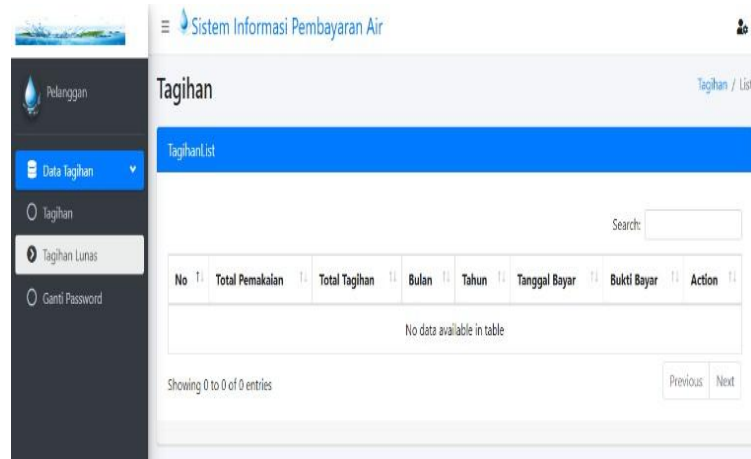 Sistem Informasi Pembayaran Air
Pelanggan
Data Tagihan
Tagihan
Tagihan Lunas
Ganti Password
Tagihan
Tagihan / List
TagihanList
Search:
No Total Pemakaian Total Tagihan Bulan Tahun Tanggal Bayar Bukti Bayar Action
No data available in table
Showing 0 to 0 of 0 entries
Previous Next